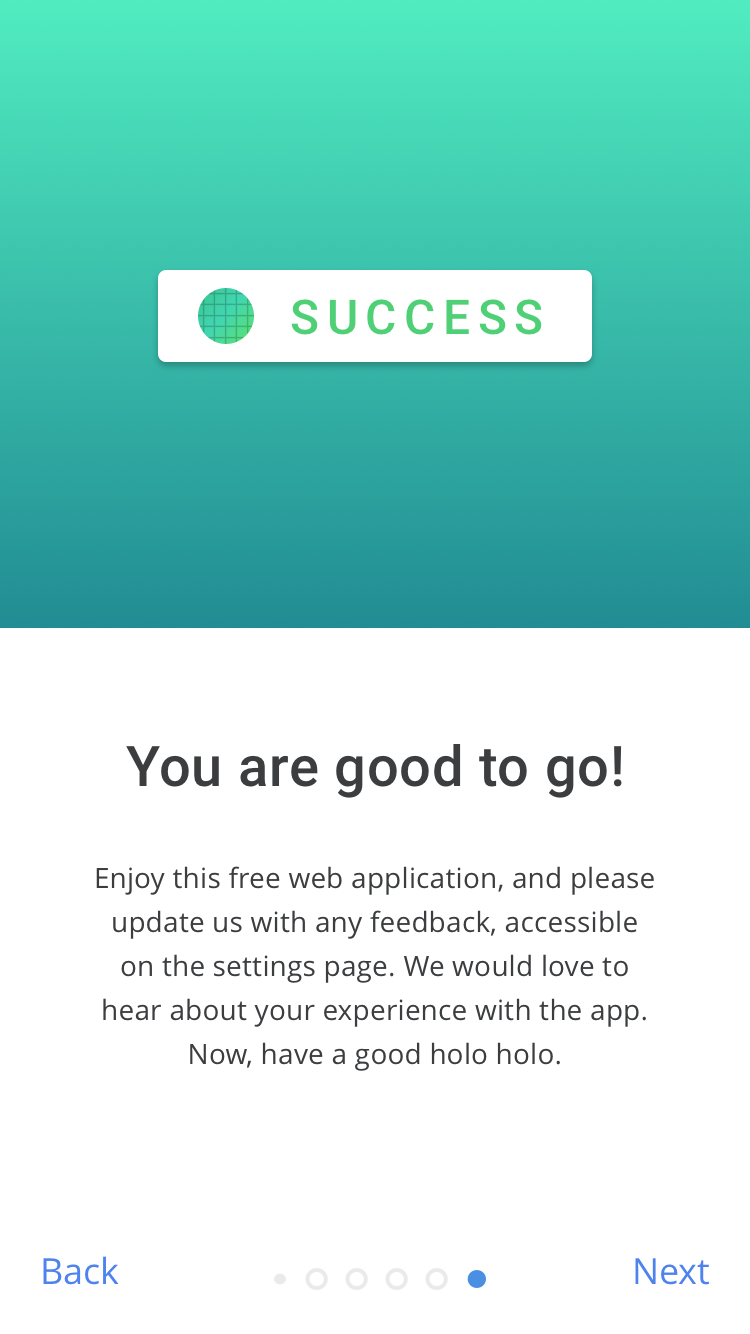 SUCCESS
You are good to go!
Enjoy this free web application, and please
update us with any feedback, accessible
on the settings page. We would love to
hear about your experience with the app.
Now, have a good holo holo.
Back
Next